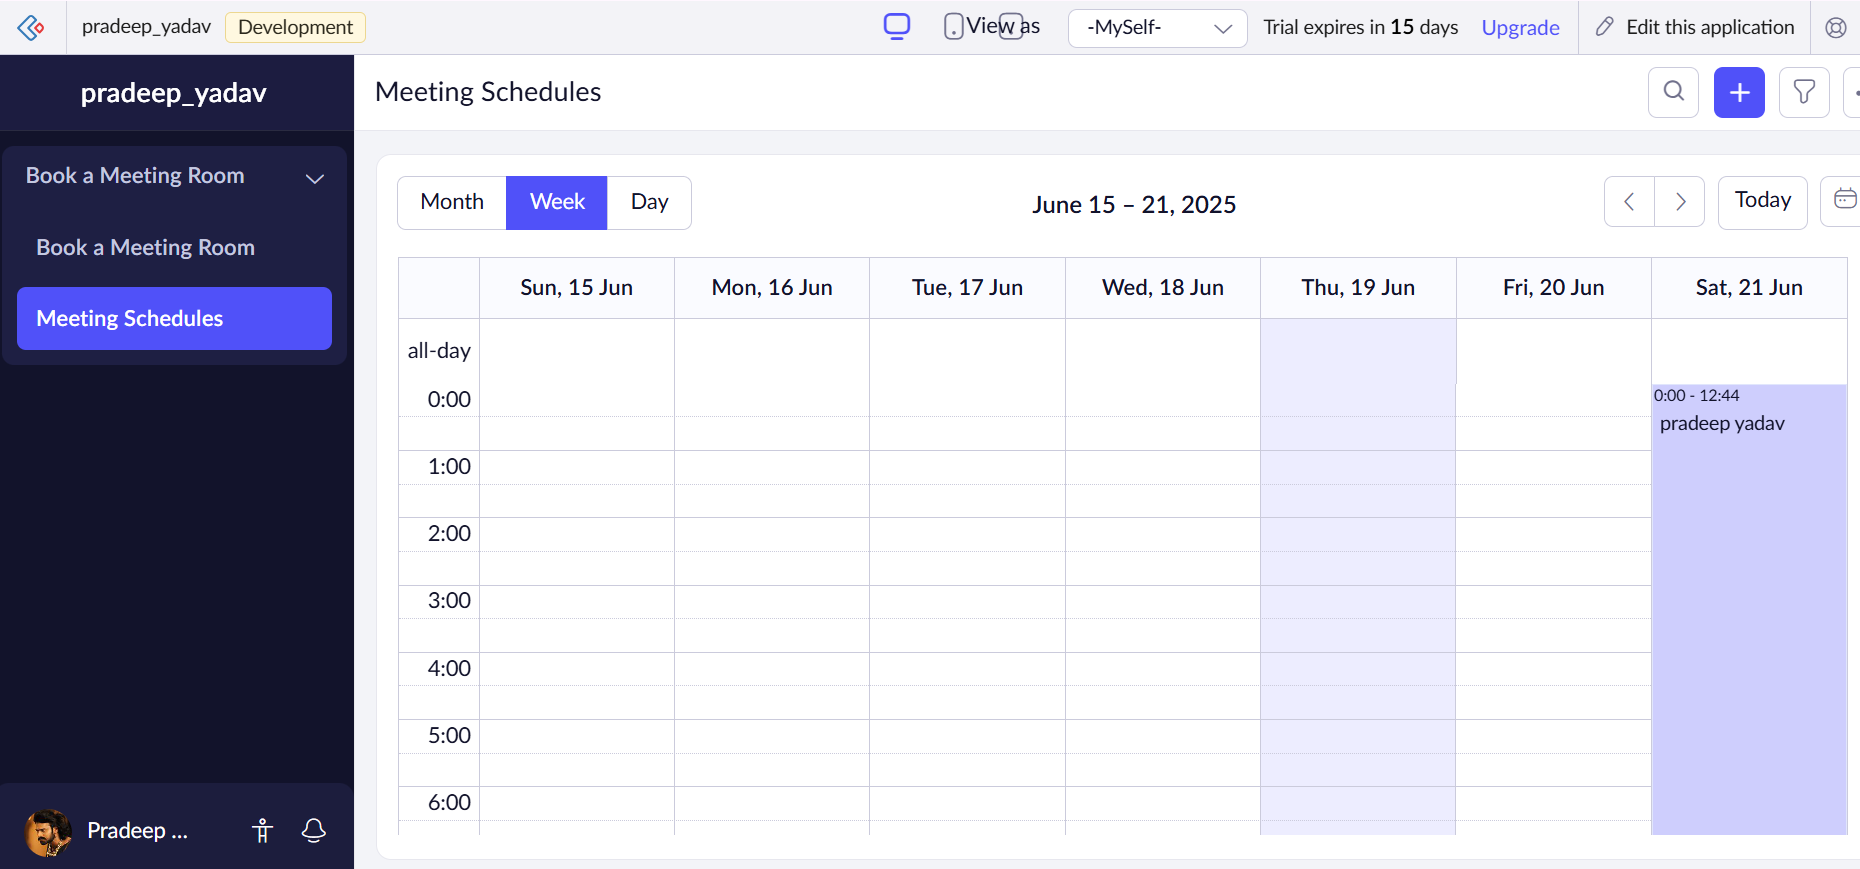 pradeep_yadav Development View as -MySelf- Trial expires in 15 days Upgrade Edit this application
pradeep_yadav
Meeting Schedules
Book a Meeting Room
Book a Meeting Room
Meeting Schedules
Month Week Day
June 15 – 21, 2025
Today
Sun, 15 Jun Mon, 16 Jun Tue, 17 Jun Wed, 18 Jun Thu, 19 Jun Fri, 20 Jun Sat, 21 Jun
all-day
0:00
0:00 - 12:44
pradeep yadav
1:00
2:00
3:00
4:00
5:00
6:00
Pradeep ...